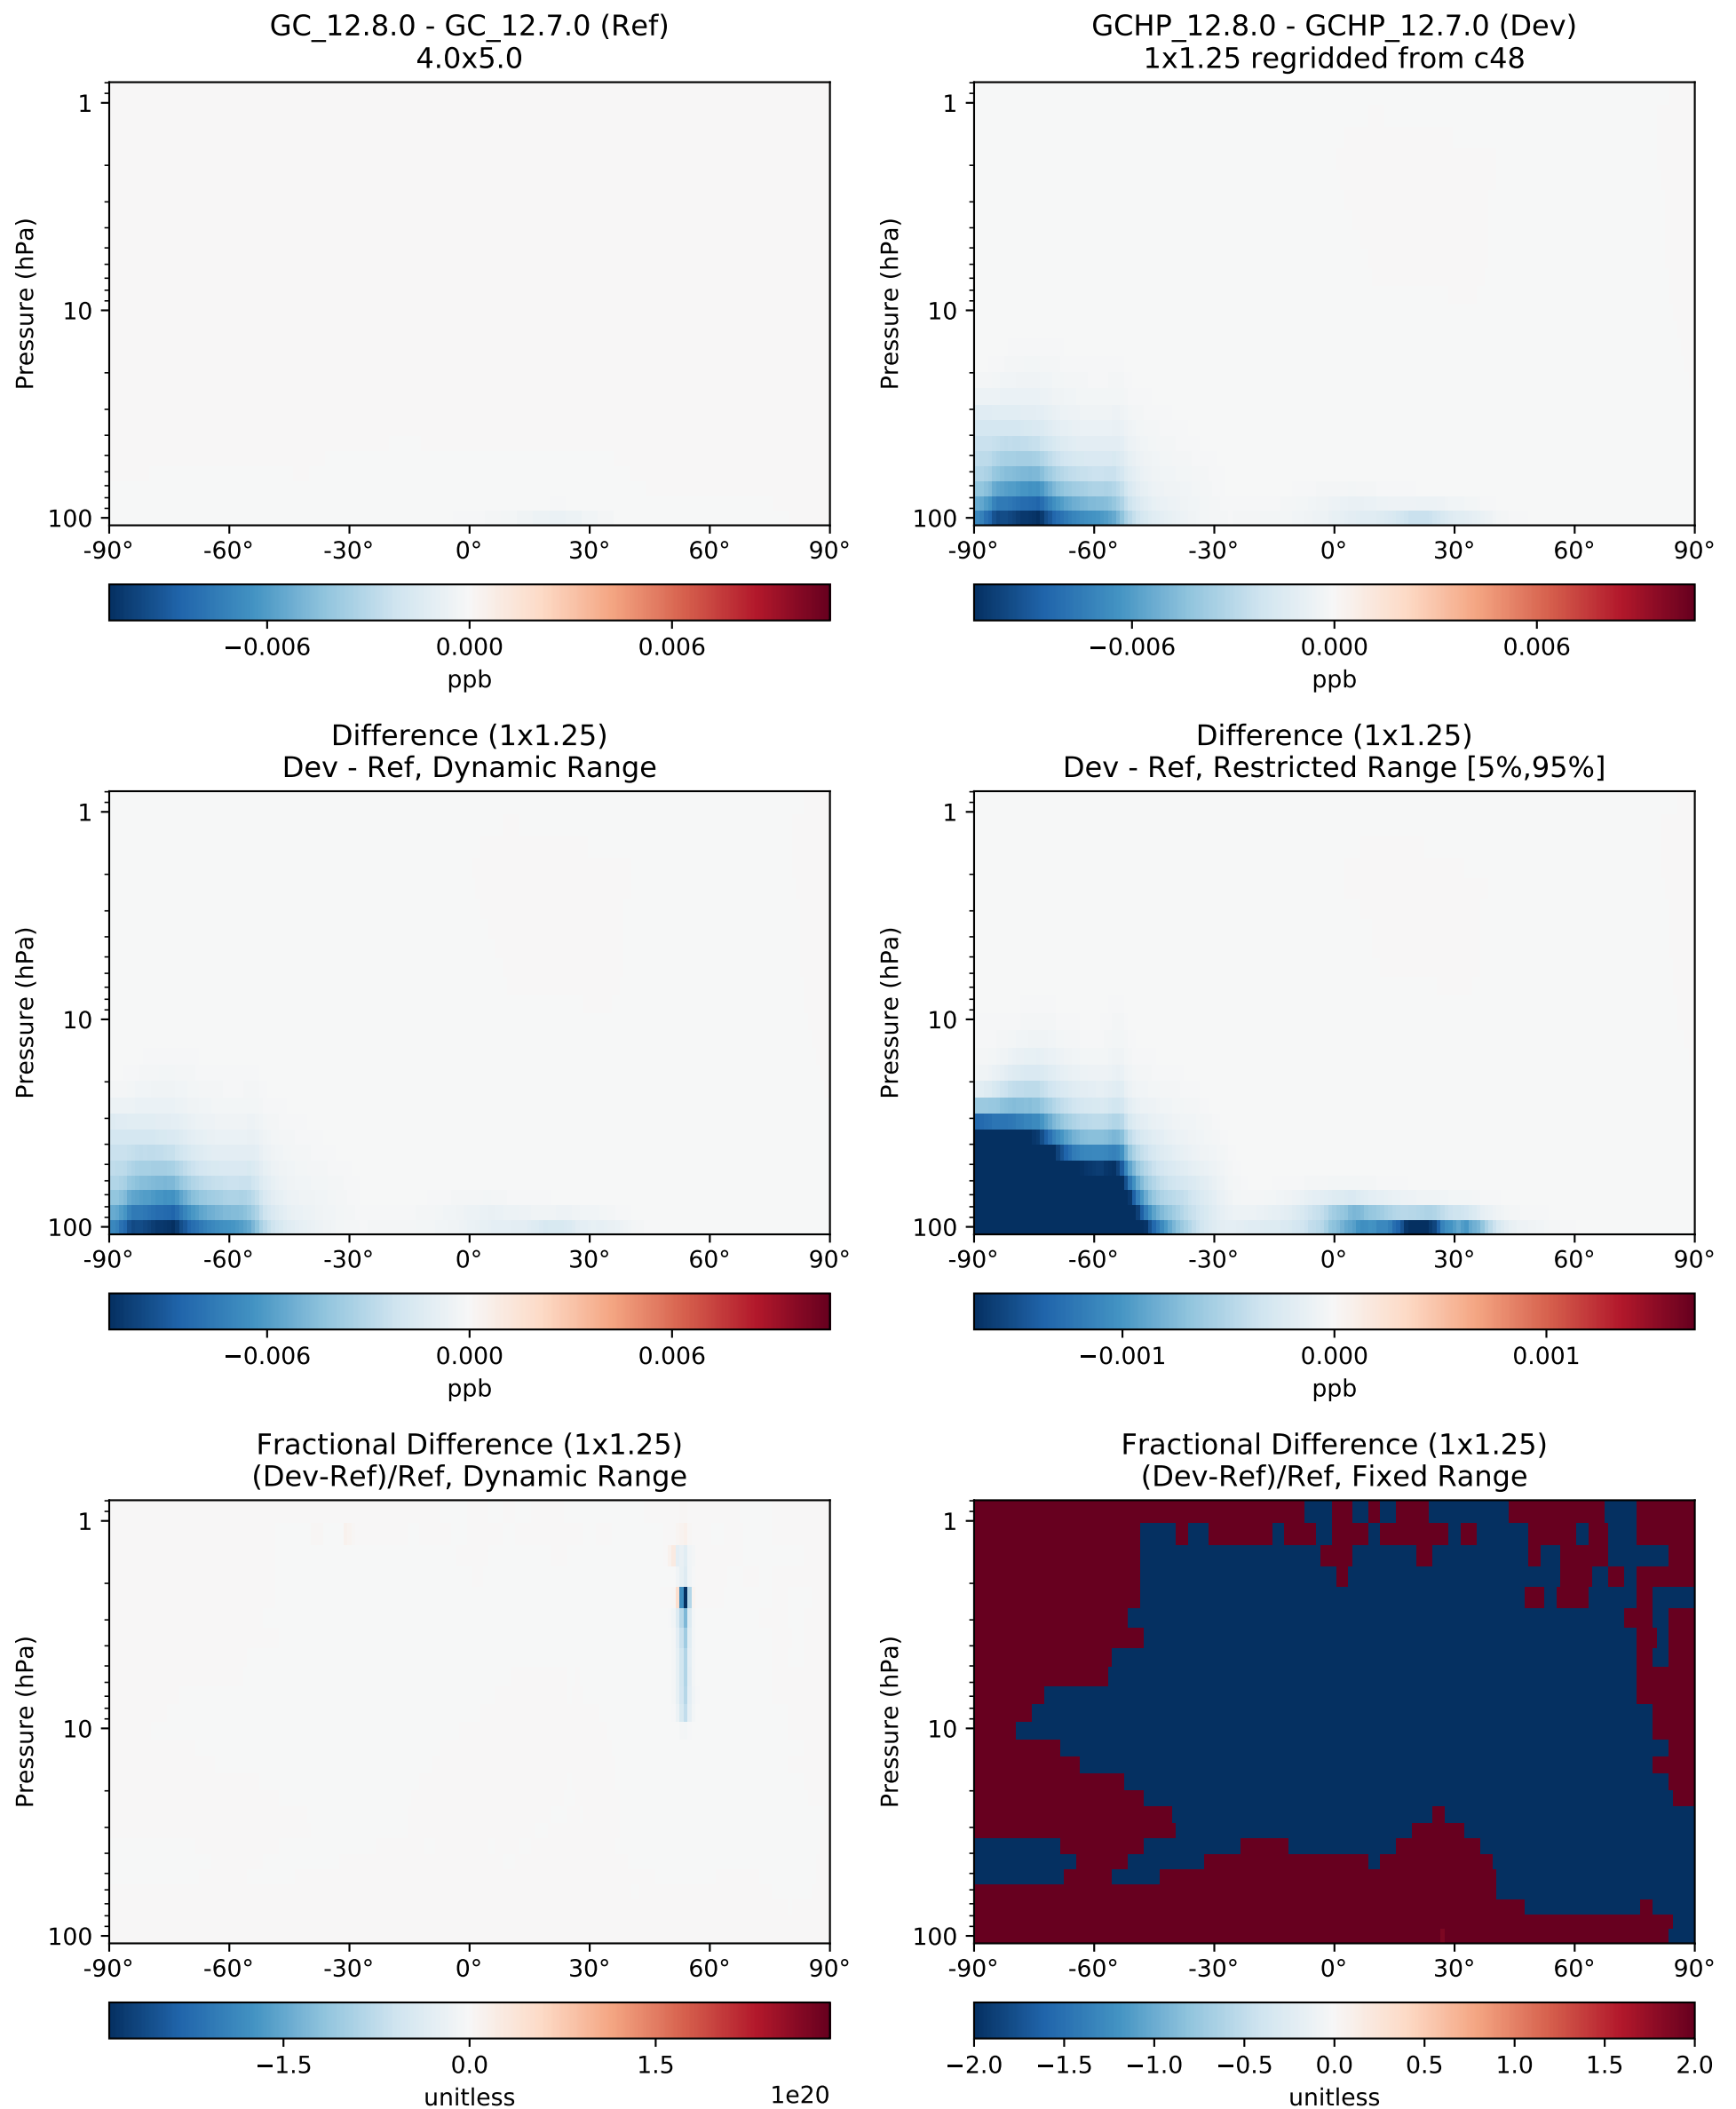 GC_12.8.0 - GC_12.7.0 (Ref)
4.0x5.0
Pressure (hPa)
1
10
100
-90° -60° -30° 0° 30° 60° 90°
−0.006 0.000 0.006
ppb
GCHP_12.8.0 - GCHP_12.7.0 (Dev)
1x1.25 regridded from c48
Pressure (hPa)
1
10
100
-90° -60° -30° 0° 30° 60° 90°
−0.006 0.000 0.006
ppb
Difference (1x1.25)
Dev - Ref, Dynamic Range
Pressure (hPa)
1
10
100
-90° -60° -30° 0° 30° 60° 90°
−0.006 0.000 0.006
ppb
Difference (1x1.25)
Dev - Ref, Restricted Range [5%,95%]
Pressure (hPa)
1
10
100
-90° -60° -30° 0° 30° 60° 90°
−0.001 0.000 0.001
ppb
Fractional Difference (1x1.25)
(Dev-Ref)/Ref, Dynamic Range
Pressure (hPa)
1
10
100
-90° -60° -30° 0° 30° 60° 90°
−1.5 0.0 1.5
unitless 1e20
Fractional Difference (1x1.25)
(Dev-Ref)/Ref, Fixed Range
Pressure (hPa)
1
10
100
-90° -60° -30° 0° 30° 60° 90°
−2.0 −1.5 −1.0 −0.5 0.0 0.5 1.0 1.5 2.0
unitless